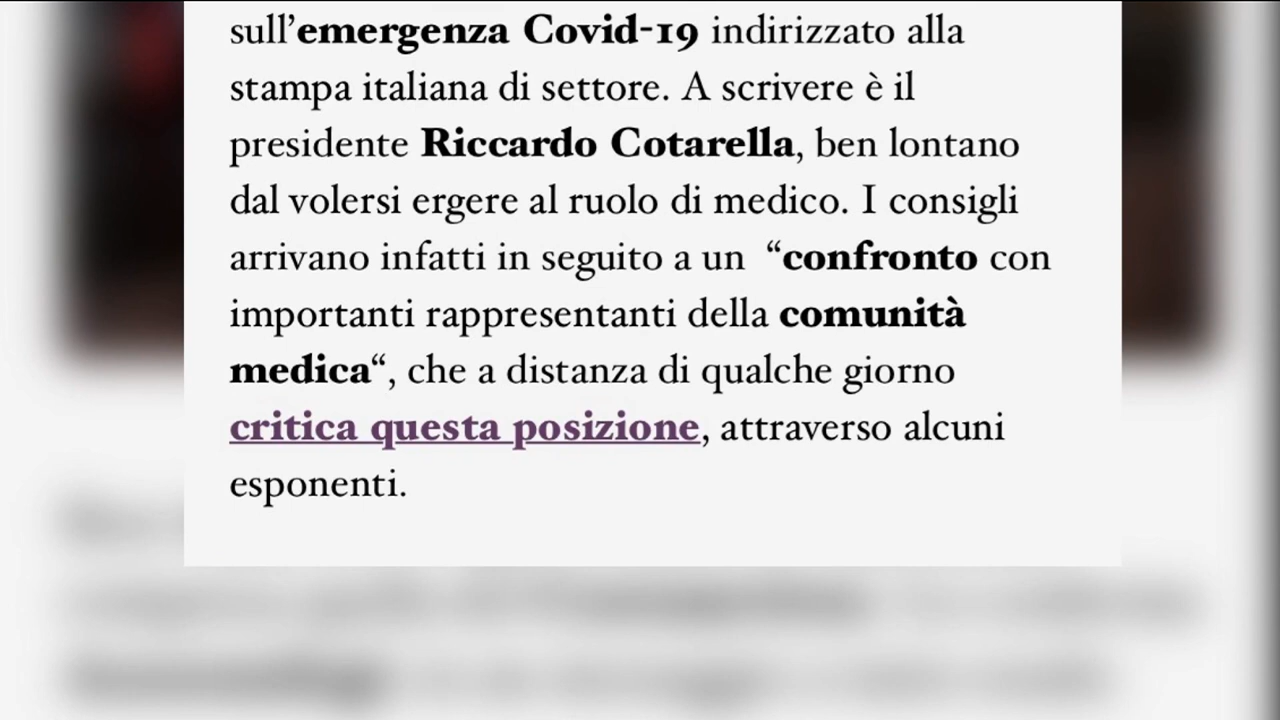 sull’emergenza Covid-19 indirizzato alla
stampa italiana di settore. A scrivere è il
presidente Riccardo Cotarella, ben lontano
dal volersi ergere al ruolo di medico. I consigli
arrivano infatti in seguito a un “confronto con
importanti rappresentanti della comunità
medica“, che a distanza di qualche giorno
critica questa posizione, attraverso alcuni
esponenti.